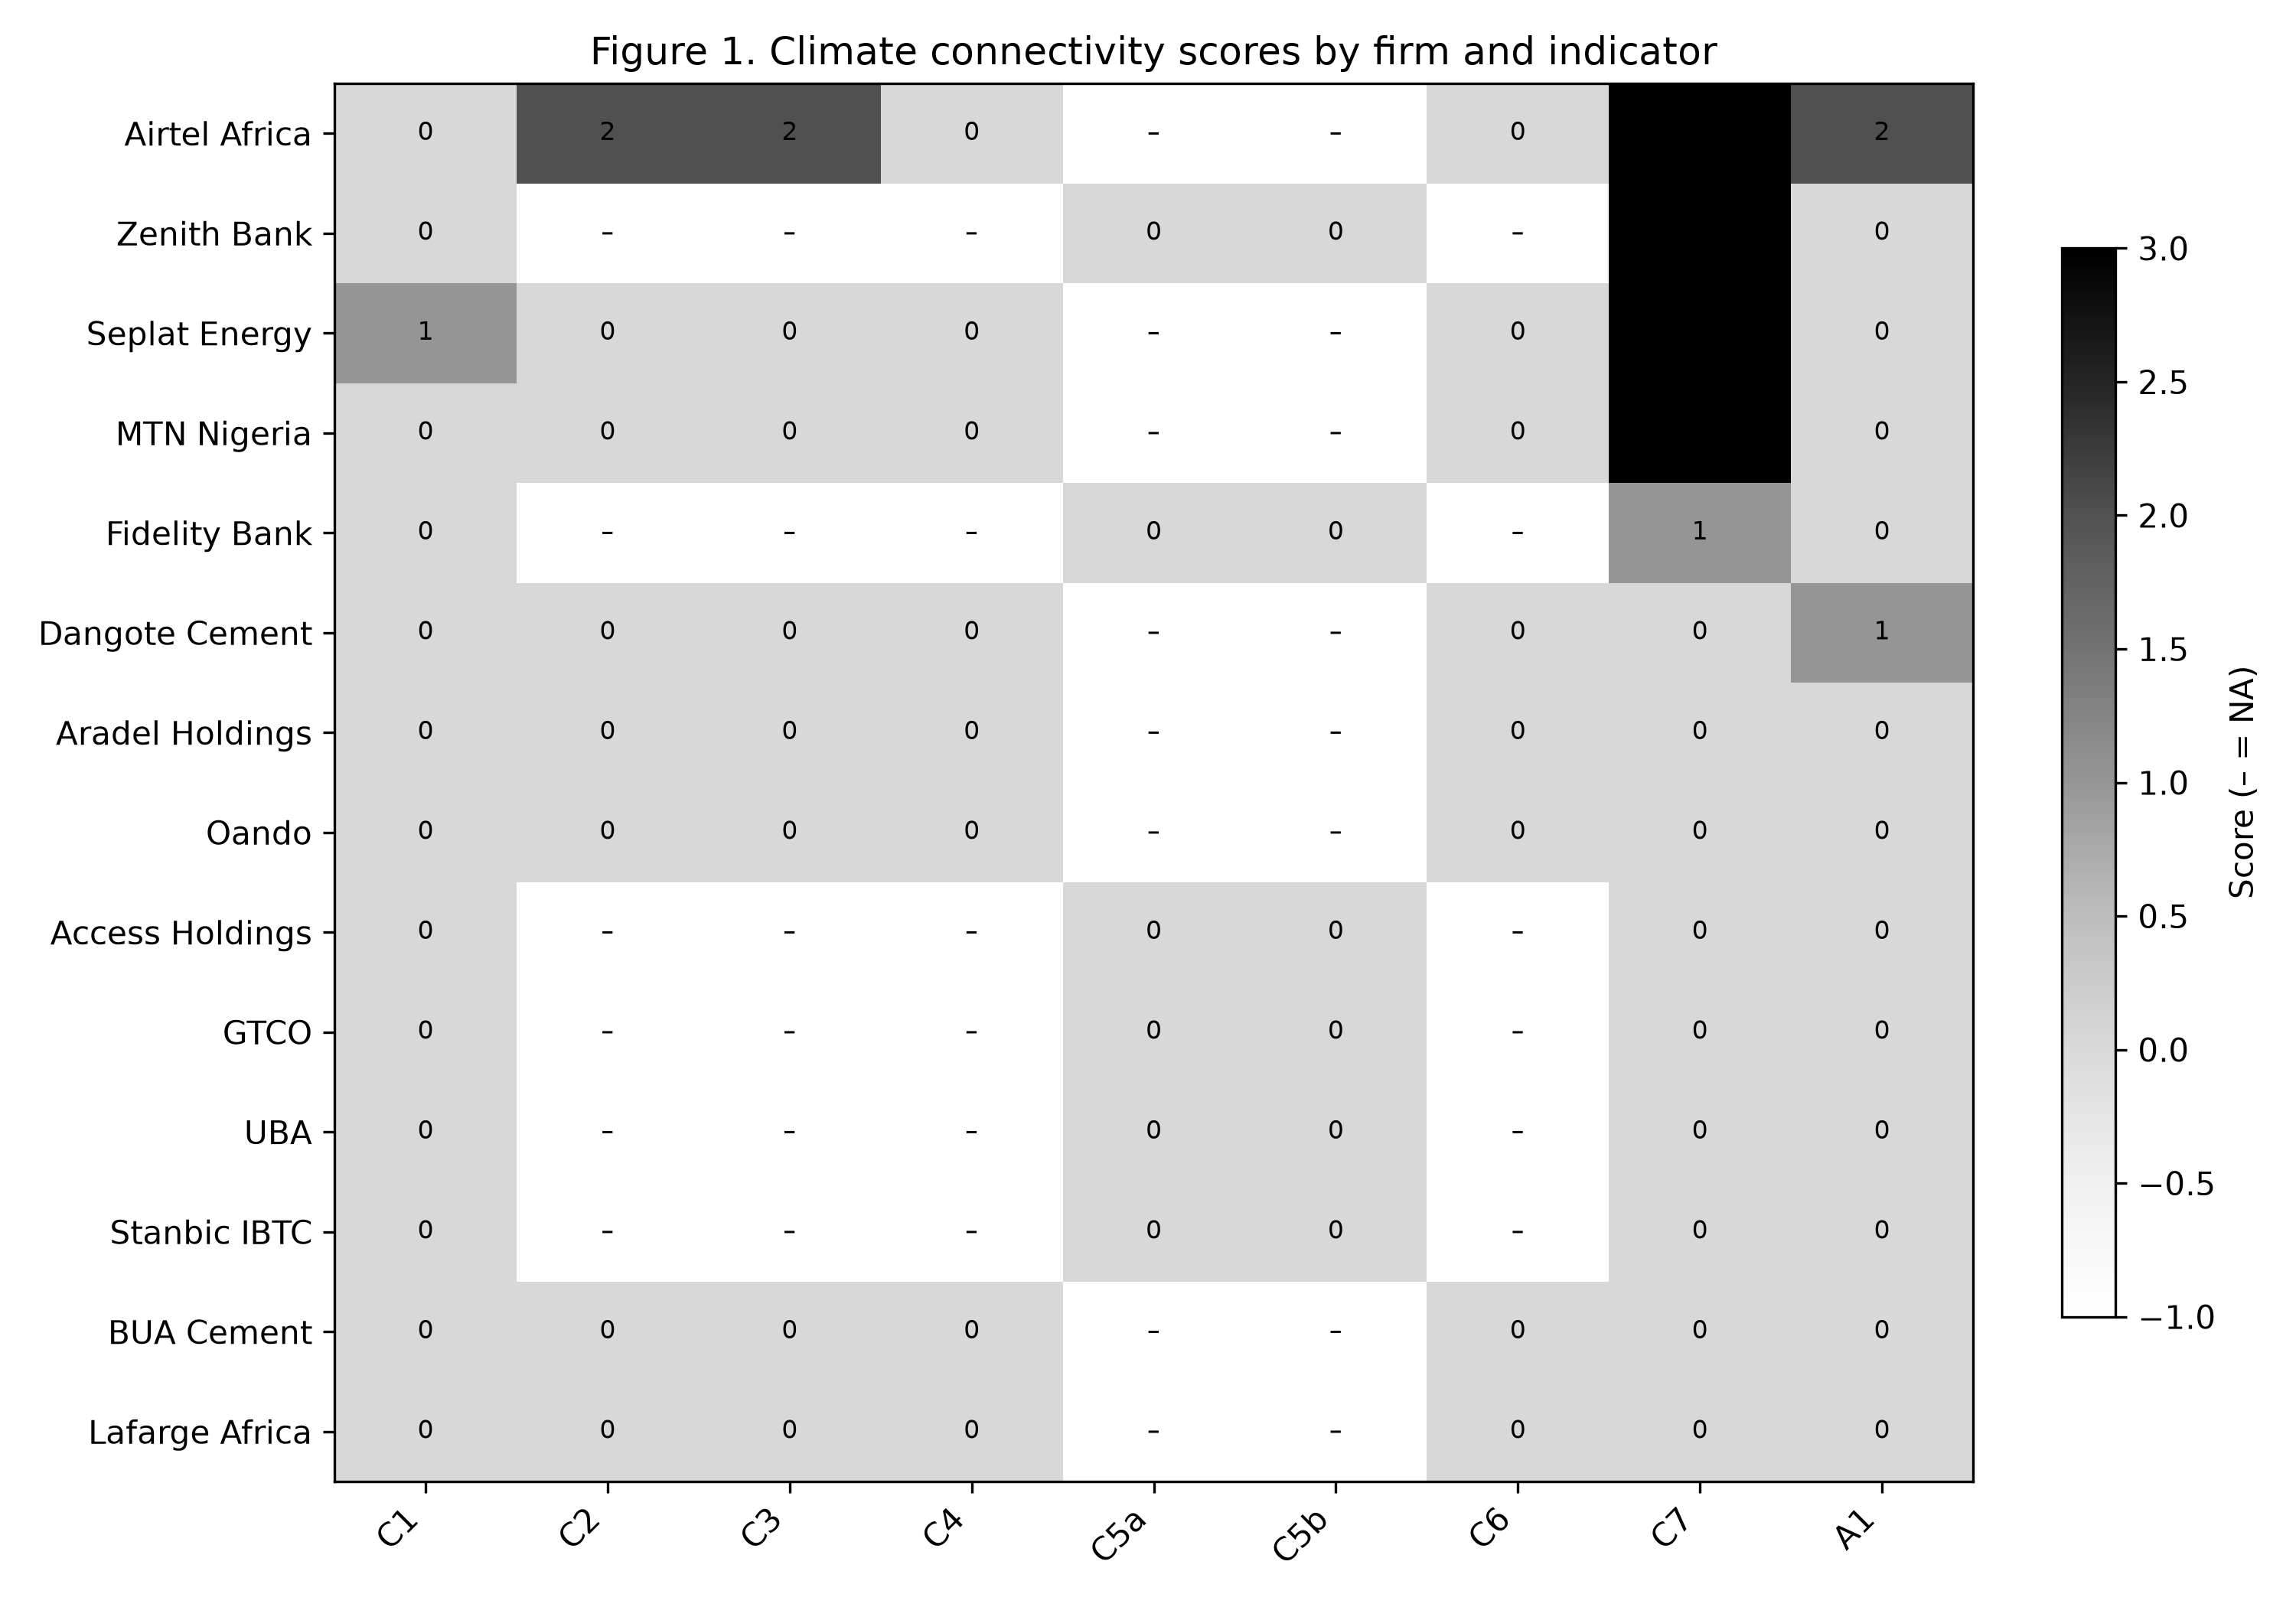 Figure 1. Climate connectivity scores by firm and indicator
Airtel Africa 0 2 2 0 – – 0 2
Zenith Bank 0 – – – 0 0 – 0
Seplat Energy 1 0 0 0 – – 0 0
MTN Nigeria 0 0 0 0 – – 0 0
Fidelity Bank 0 – – – 0 0 – 1 0
Dangote Cement 0 0 0 0 – – 0 0 1
Aradel Holdings 0 0 0 0 – – 0 0 0
Oando 0 0 0 0 – – 0 0 0
Access Holdings 0 – – – 0 0 – 0 0
GTCO 0 – – – 0 0 – 0 0
UBA 0 – – – 0 0 – 0 0
Stanbic IBTC 0 – – – 0 0 – 0 0
BUA Cement 0 0 0 0 – – 0 0 0
Lafarge Africa 0 0 0 0 – – 0 0 0
C1 C2 C3 C4 C5a C5b C6 C7 A1
3.0
2.5
2.0
1.5
1.0
0.5
0.0
−0.5
−1.0
Score (– = NA)